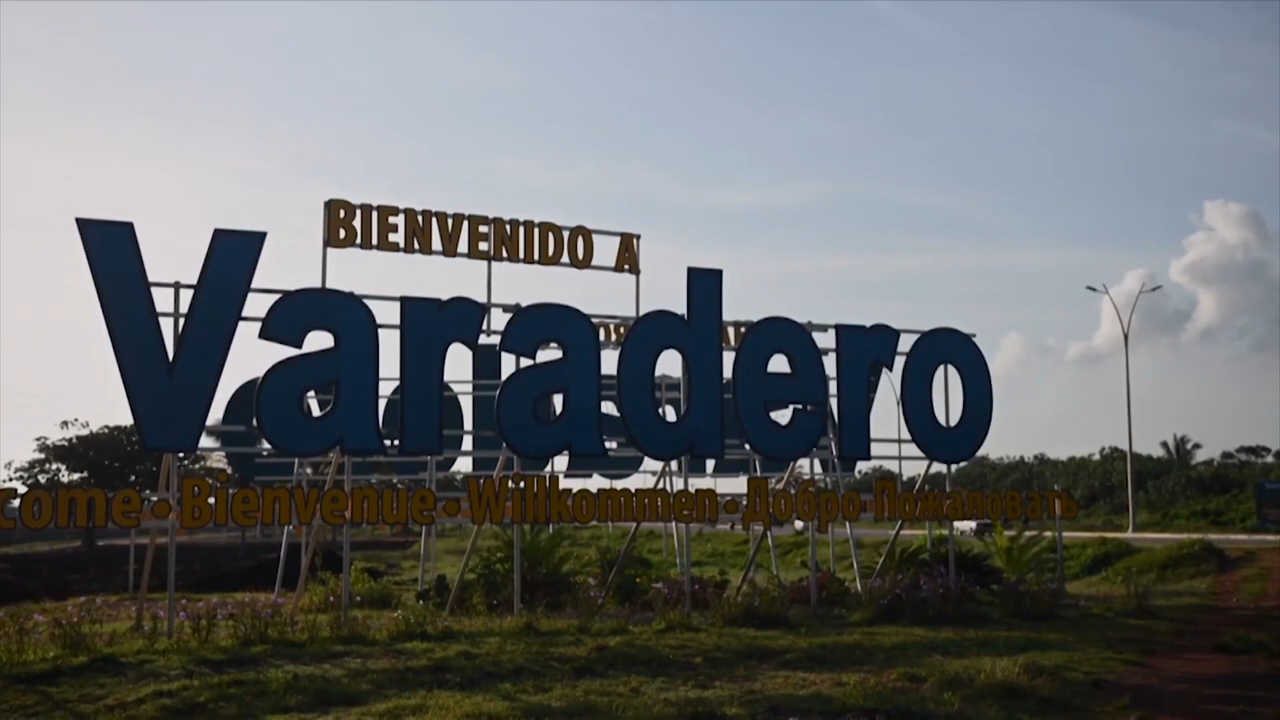 BIENVENIDO A
Varadero
come • Bienvenue • Willkommen • Добро Пожаловать